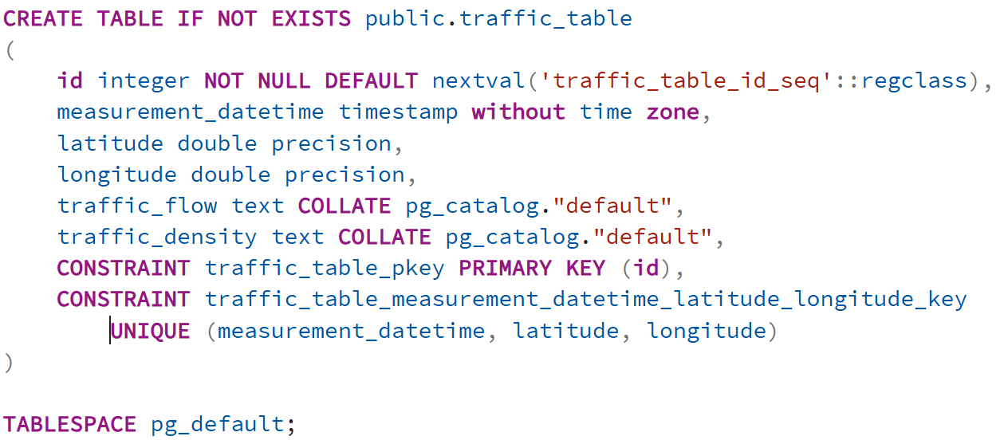 CREATE TABLE IF NOT EXISTS public.traffic_table
(
id integer NOT NULL DEFAULT nextval('traffic_table_id_seq'::regclass),
measurement_datetime timestamp without time zone,
latitude double precision,
longitude double precision,
traffic_flow text COLLATE pg_catalog."default",
traffic_density text COLLATE pg_catalog."default",
CONSTRAINT traffic_table_pkey PRIMARY KEY (id),
CONSTRAINT traffic_table_measurement_datetime_latitude_longitude_key
UNIQUE (measurement_datetime, latitude, longitude)
)
TABLESPACE pg_default;